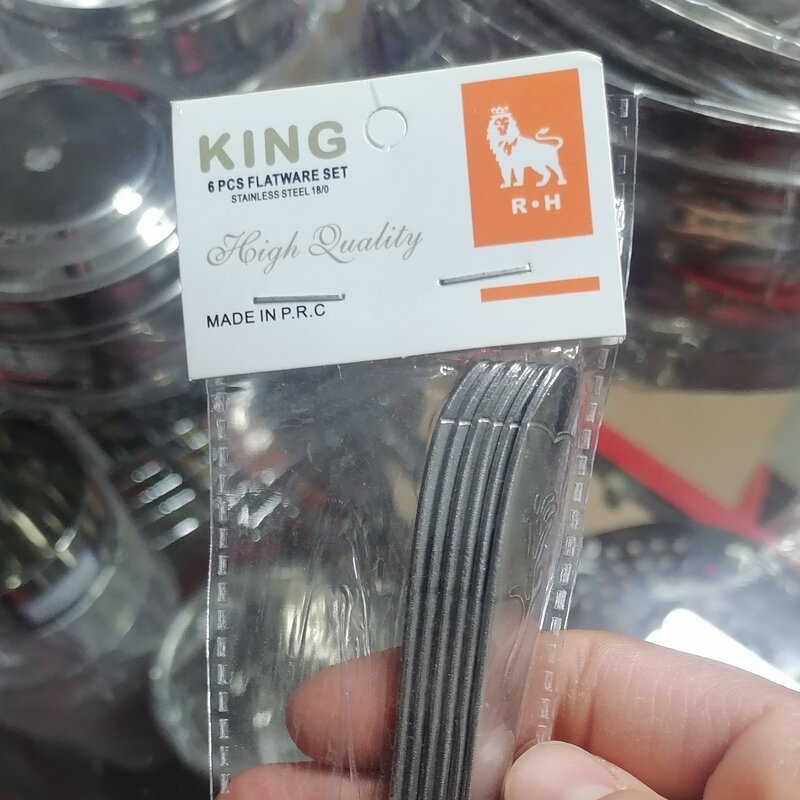 KING
6 PCS FLATWARE SET
STAINLESS STEEL 18/0
High Quality
MADE IN P.R.C
R•H